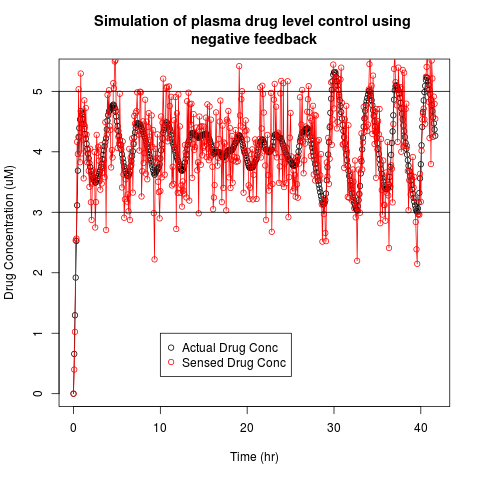 Simulation of plasma drug level control using
negative feedback
Drug Concentration (uM)
5
4
3
2
1
0
Actual Drug Conc
Sensed Drug Conc
0 10 20 30 40
Time (hr)